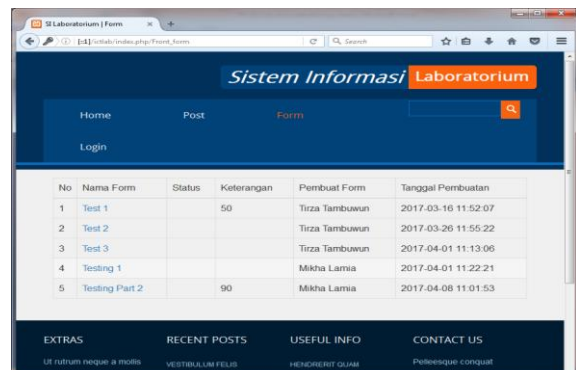 SI Laboratorium | Form
[::1]/ictlab/index.php/Front_form
Search
Sistem Informasi Laboratorium
Home Post Form
Login
No Nama Form Status Keterangan Pembuat Form Tanggal Pembuatan
1 Test 1 50 Tirza Tambuwun 2017-03-16 11:52:07
2 Test 2 Tirza Tambuwun 2017-03-26 11:55:22
3 Test 3 Tirza Tambuwun 2017-04-01 11:13:06
4 Testing 1 Mikha Lamia 2017-04-01 11:22:21
5 Testing Part 2 90 Mikha Lamia 2017-04-08 11:01:53
EXTRAS RECENT POSTS USEFUL INFO CONTACT US
Ut rutrum neque a mollis VESTIBULUM FELIS HENDRERIT QUAM Pelleesque conquat